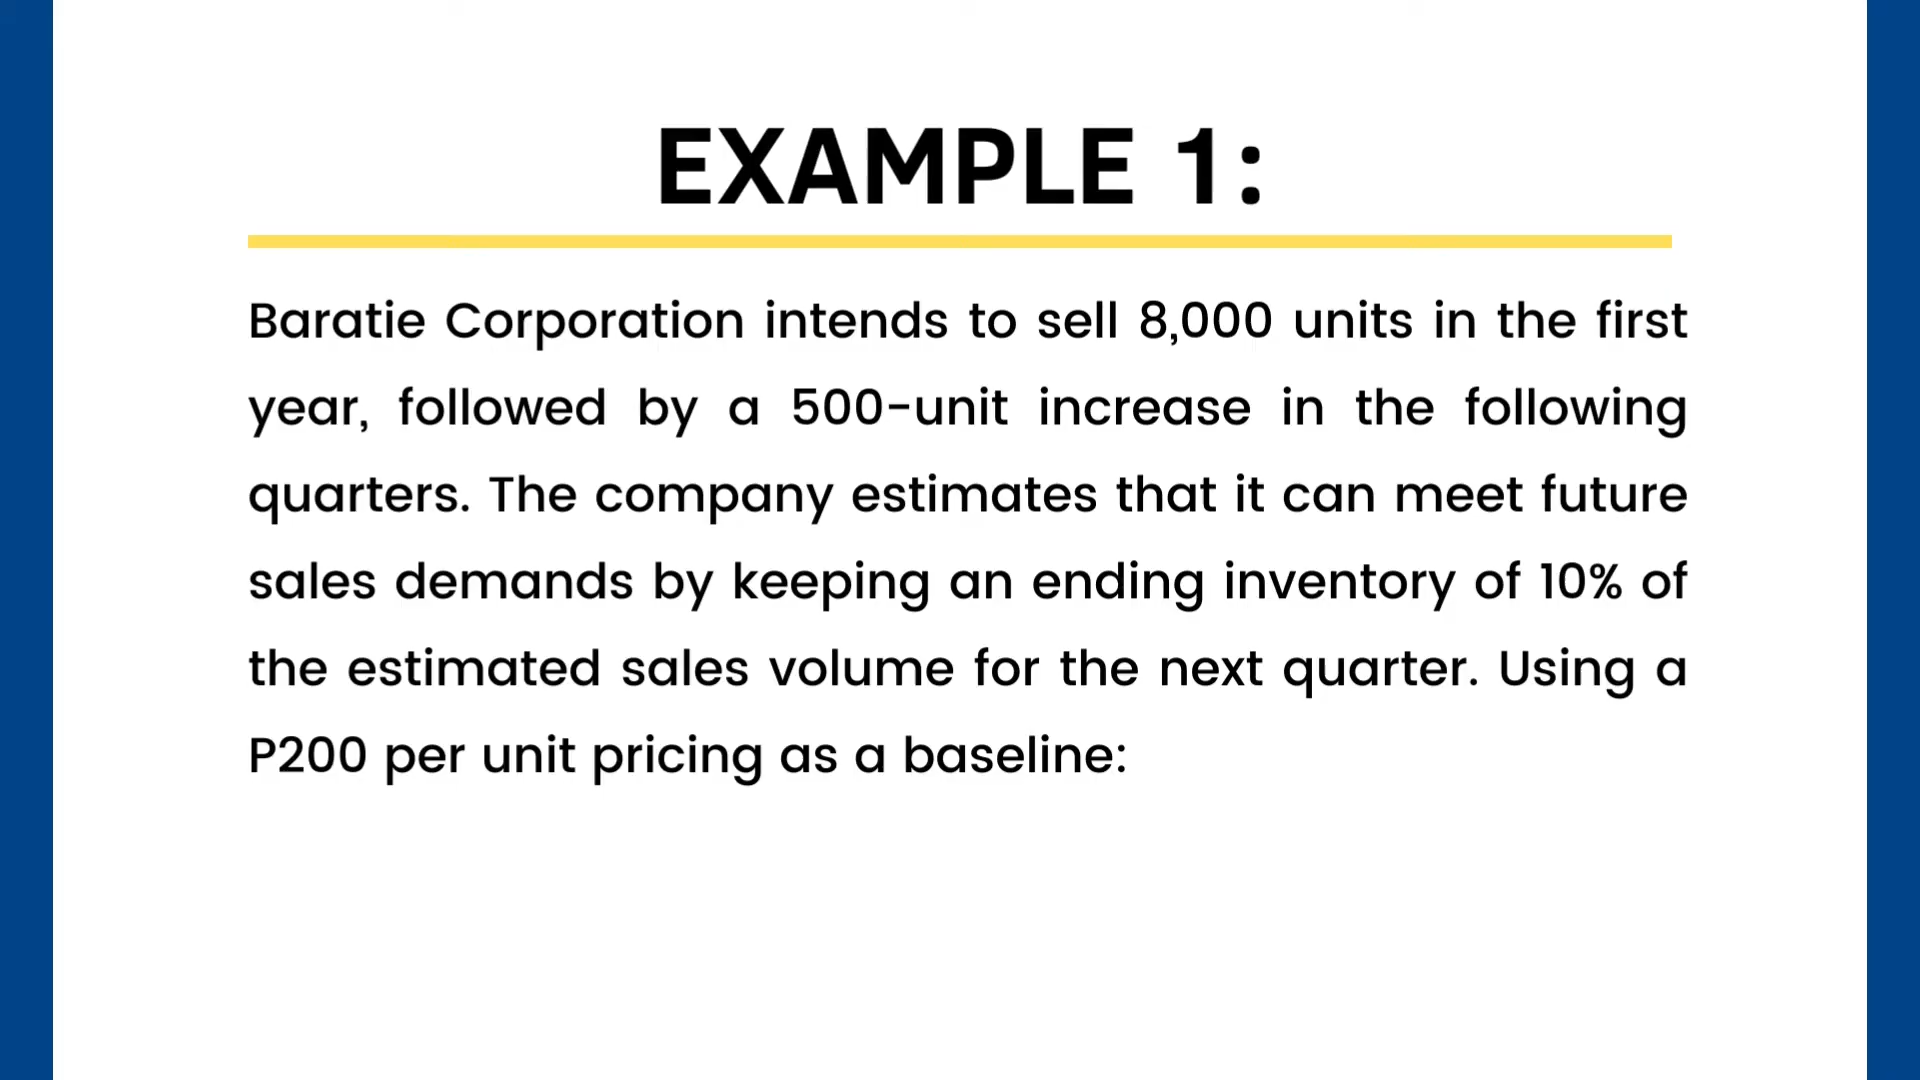 EXAMPLE 1:
Baratie Corporation intends to sell 8,000 units in the first
year, followed by a 500-unit increase in the following
quarters. The company estimates that it can meet future
sales demands by keeping an ending inventory of 10% of
the estimated sales volume for the next quarter. Using a
P200 per unit pricing as a baseline: